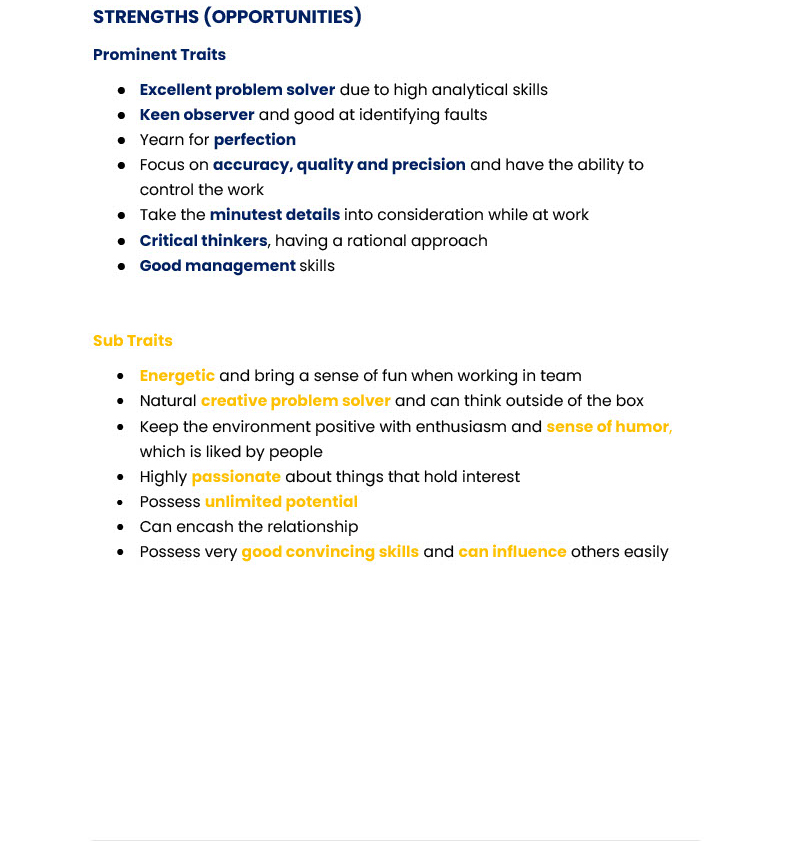 STRENGTHS (OPPORTUNITIES)
Prominent Traits
● Excellent problem solver due to high analytical skills
● Keen observer and good at identifying faults
● Yearn for perfection
● Focus on accuracy, quality and precision and have the ability to
control the work
● Take the minutest details into consideration while at work
● Critical thinkers, having a rational approach
● Good management skills
Sub Traits
● Energetic and bring a sense of fun when working in team
● Natural creative problem solver and can think outside of the box
● Keep the environment positive with enthusiasm and sense of humor,
which is liked by people
● Highly passionate about things that hold interest
● Possess unlimited potential
● Can encash the relationship
● Possess very good convincing skills and can influence others easily